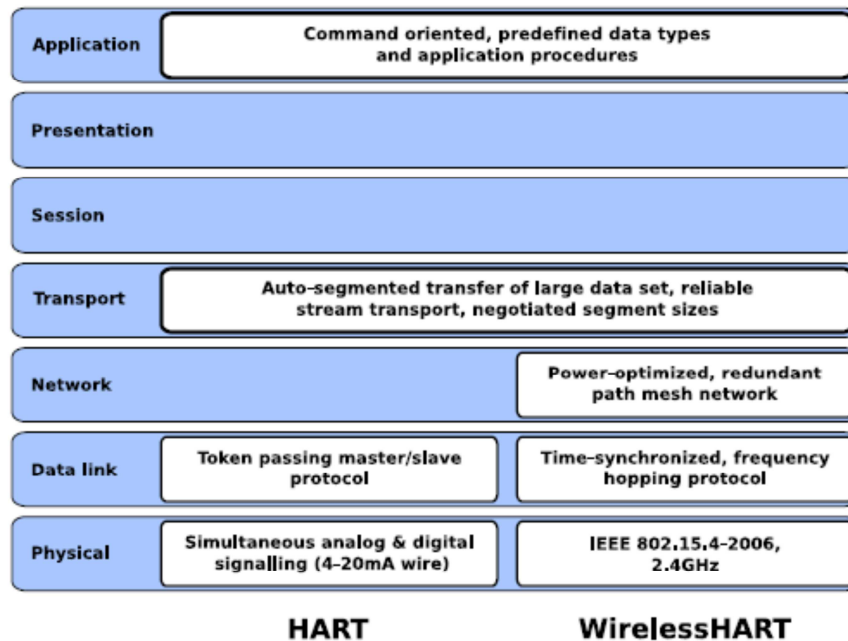 Application
Command oriented, predefined data types
and application procedures
Presentation
Session
Transport
Auto-segmented transfer of large data set, reliable
stream transport, negotiated segment sizes
Network
Power-optimized, redundant
path mesh network
Data link
Token passing master/slave
protocol
Time-synchronized, frequency
hopping protocol
Physical
Simultaneous analog & digital
signalling (4-20mA wire)
IEEE 802.15.4-2006,
2.4GHz
HART
WirelessHART